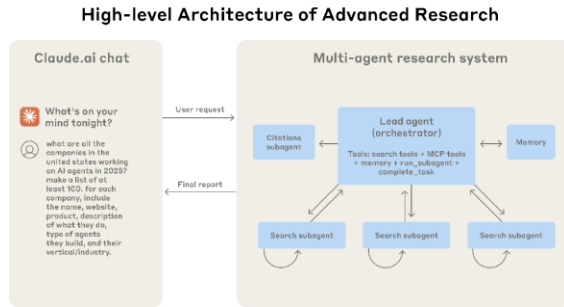 High-level Architecture of Advanced Research
Claude.ai chat
What's on your
mind tonight?
what are all the
companies in the
united states working
on AI agents in 2025?
make a list of at
least 100. for each
company, include
the name, website,
product, description
of what they do,
type of agents
they build, and their
vertical/industry.
User request
Final report
Multi-agent research system
Citations
subagent
Lead agent
(orchestrator)
Tools: search tools + MCP tools
+ memory + run_subagent +
complete_task
Memory
Search subagent
Search subagent
Search subagent